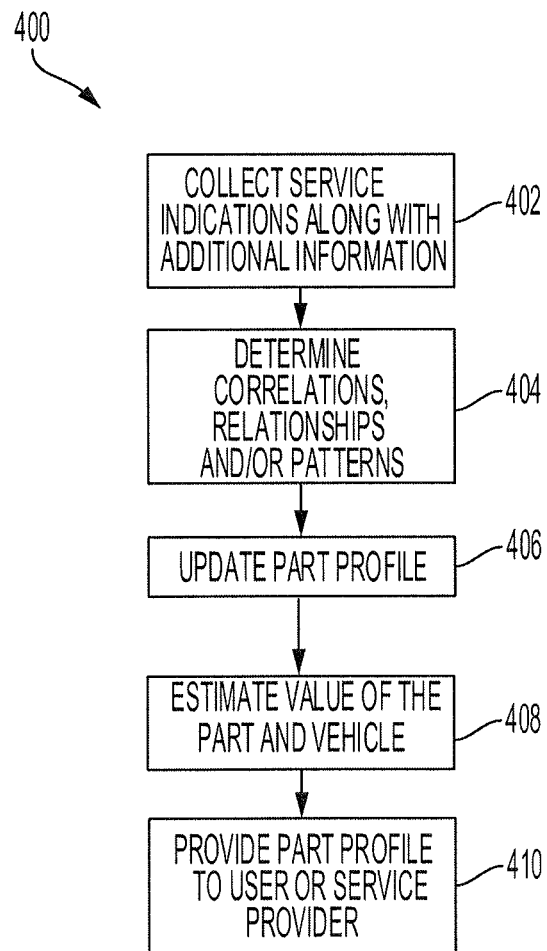 400
COLLECT SERVICE
INDICATIONS ALONG WITH
ADDITIONAL INFORMATION
402
DETERMINE
CORRELATIONS,
RELATIONSHIPS
AND/OR PATTERNS
404
UPDATE PART PROFILE
406
ESTIMATE VALUE OF THE
PART AND VEHICLE
408
PROVIDE PART PROFILE
TO USER OR SERVICE
PROVIDER
410